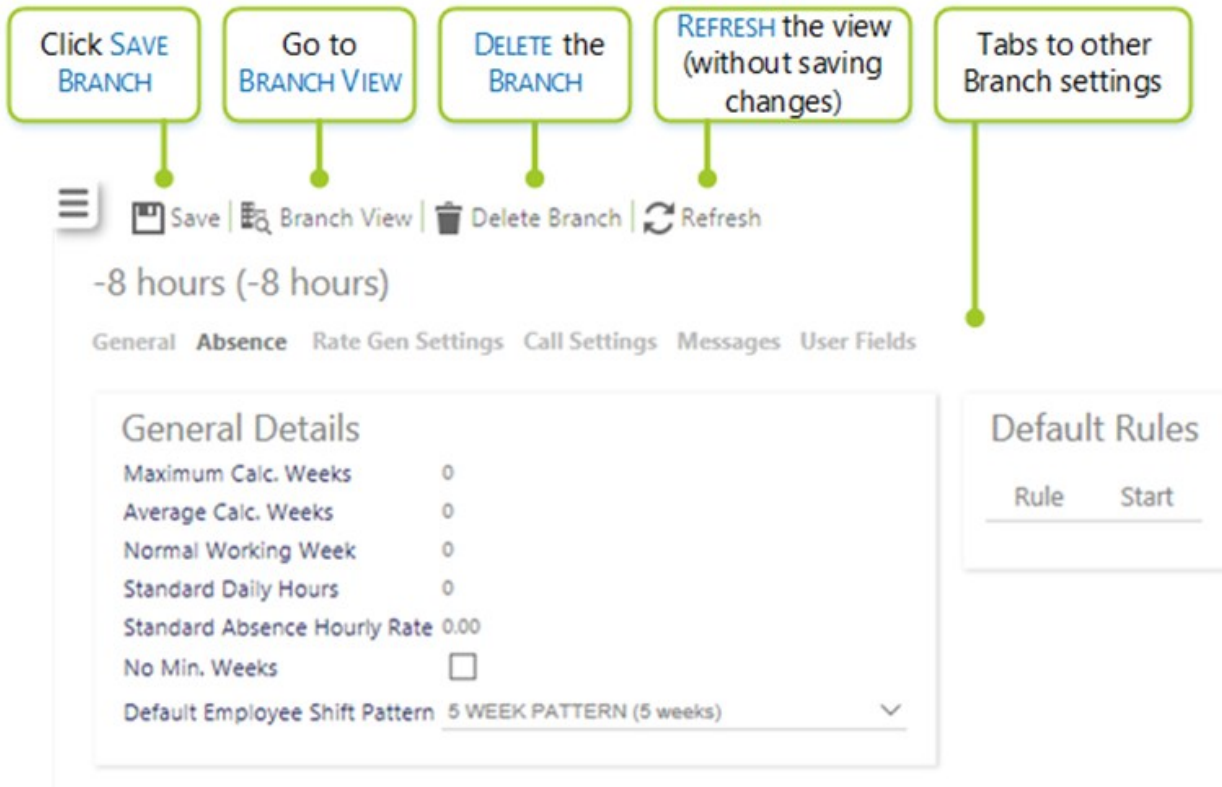 Click SAVE
BRANCH
Go to
BRANCH VIEW
DELETE the
BRANCH
REFRESH the view
(without saving
changes)
Tabs to other
Branch settings
Save Branch View Delete Branch Refresh
-8 hours (-8 hours)
General Absence Rate Gen Settings Call Settings Messages User Fields
General Details
Maximum Calc. Weeks 0
Average Calc. Weeks 0
Normal Working Week 0
Standard Daily Hours 0
Standard Absence Hourly Rate 0.00
No Min. Weeks
Default Employee Shift Pattern 5 WEEK PATTERN (5 weeks)
Default Rules
Rule Start